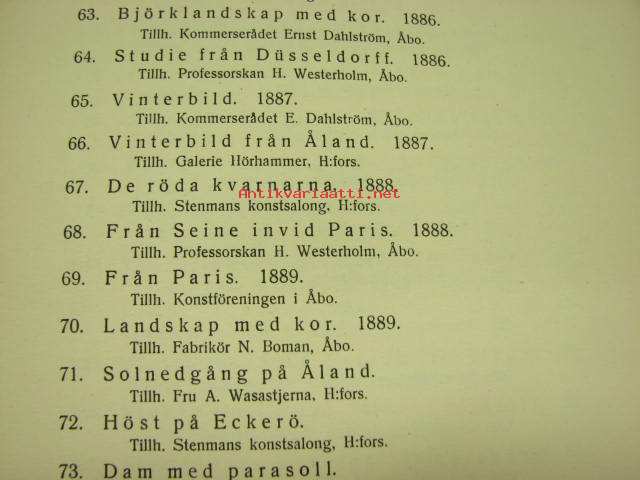 63. Björklandskap med kor. 1886.
Tillh. Kommerserådet Ernst Dahlström, Åbo.
64. Studie från Düsseldorff. 1886.
Tillh. Professorskan H. Westerholm, Åbo.
65. Vinterbild. 1887.
Tillh. Kommerserådet E. Dahlström, Åbo.
66. Vinterbild från Åland. 1887.
Tillh. Galerie Hörhammer, H:fors.
67. De röda kvarnarna. 1888.
Antikvariaatti.net
Tillh. Stenmans konstsalong, H:fors.
68. Från Seine invid Paris. 1888.
Tillh. Professorskan H. Westerholm, Åbo.
69. Från Paris. 1889.
Tillh. Konstföreningen i Åbo.
70. Landskap med kor. 1889.
Tillh. Fabrikör N. Boman, Åbo.
71. Solnedgång på Åland.
Tillh. Fru A. Wasastjerna, H:fors.
72. Höst på Eckerö.
Tillh. Stenmans konstsalong, H:fors.
73. Dam med parasoll.